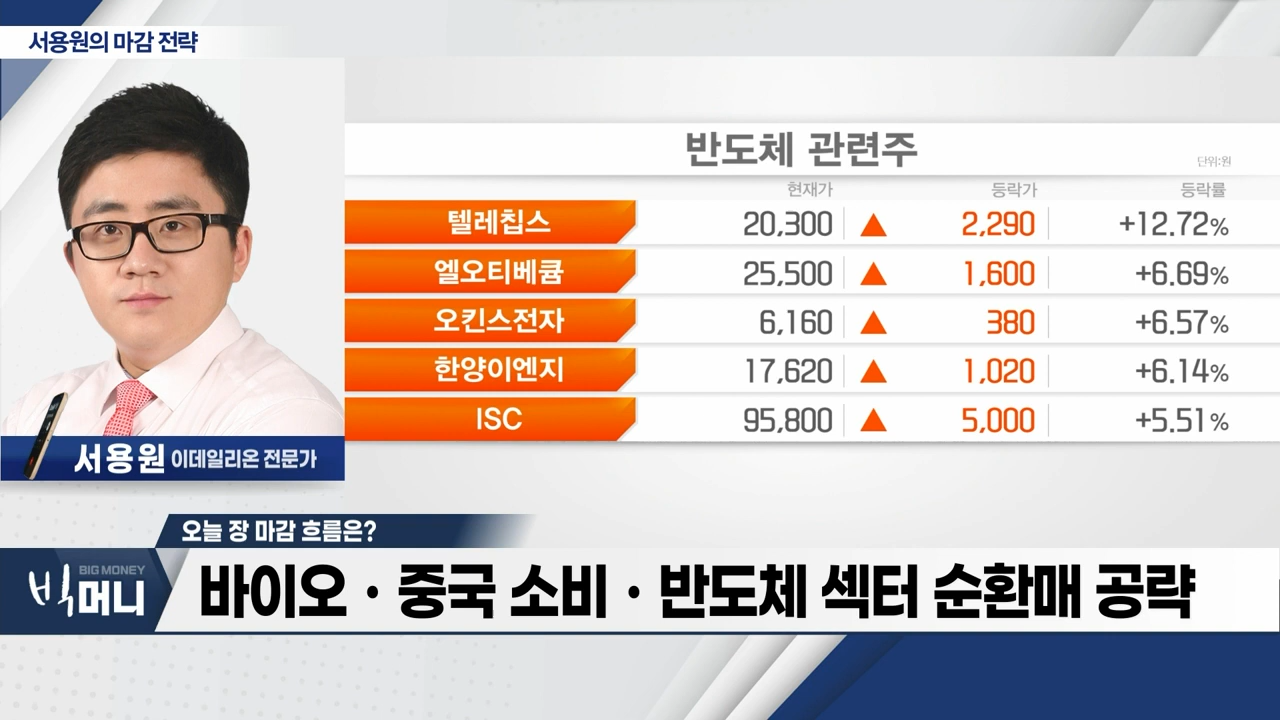 서용원의 마감 전략
반도체 관련주
단위:원
현재가 등락가 등락률
텔레칩스 20,300 ▲ 2,290 +12.72%
엘오티베큠 25,500 ▲ 1,600 +6.69%
오킨스전자 6,160 ▲ 380 +6.57%
한양이엔지 17,620 ▲ 1,020 +6.14%
ISC 95,800 ▲ 5,000 +5.51%
서용원 이데일리온 전문가
오늘 장 마감 흐름은?
BIG MONEY
빅머니
바이오 · 중국 소비 · 반도체 섹터 순환매 공략